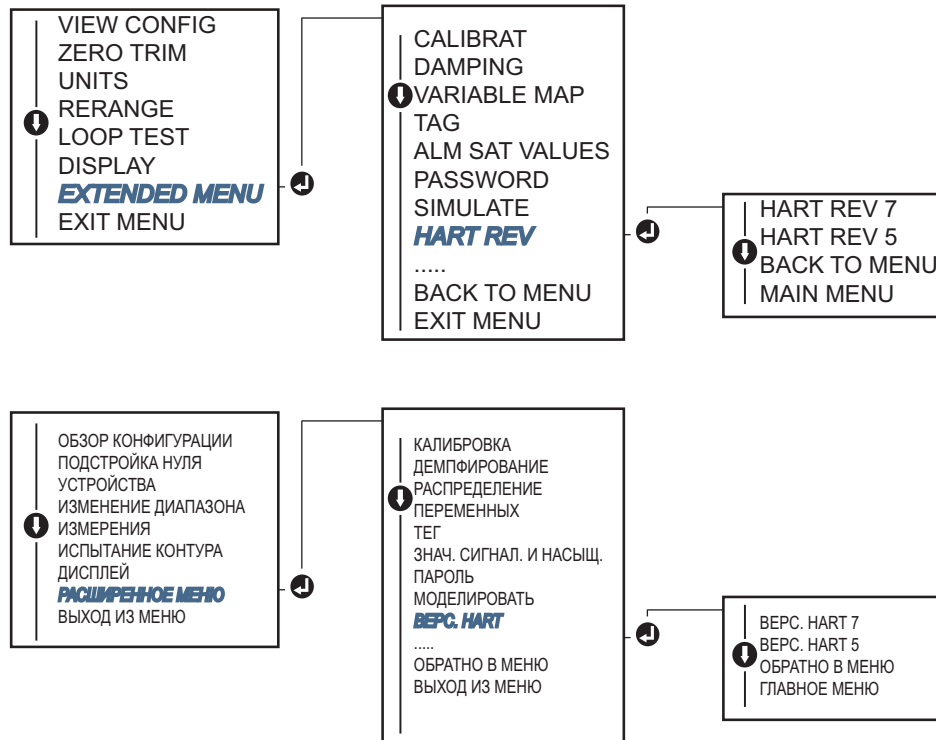 VIEW CONFIG
ZERO TRIM
UNITS
RERANGE
LOOP TEST
DISPLAY
EXTENDED MENU
EXIT MENU
CALIBRAT
DAMPING
VARIABLE MAP
TAG
ALM SAT VALUES
PASSWORD
SIMULATE
HART REV
.....
BACK TO MENU
EXIT MENU
HART REV 7
HART REV 5
BACK TO MENU
MAIN MENU
ОБЗОР КОНФИГУРАЦИИ
ПОДСТРОЙКА НУЛЯ
УСТРОЙСТВА
ИЗМЕНЕНИЕ ДИАПАЗОНА
ИЗМЕРЕНИЯ
ИСПЫТАНИЕ КОНТУРА
ДИСПЛЕЙ
РАСШИРЕННОЕ МЕНЮ
ВЫХОД ИЗ МЕНЮ
КАЛИБРОВКА
ДЕМПФИРОВАНИЕ
РАСПРЕДЕЛЕНИЕ
ПЕРЕМЕННЫХ
ТЕГ
ЗНАЧ. СИГНАЛ. И НАСЫЩ.
ПАРОЛЬ
МОДЕЛИРОВАТЬ
ВЕРС. HART
.....
ОБРАТНО В МЕНЮ
ВЫХОД ИЗ МЕНЮ
ВЕРС. HART 7
ВЕРС. HART 5
ОБРАТНО В МЕНЮ
ГЛАВНОЕ МЕНЮ